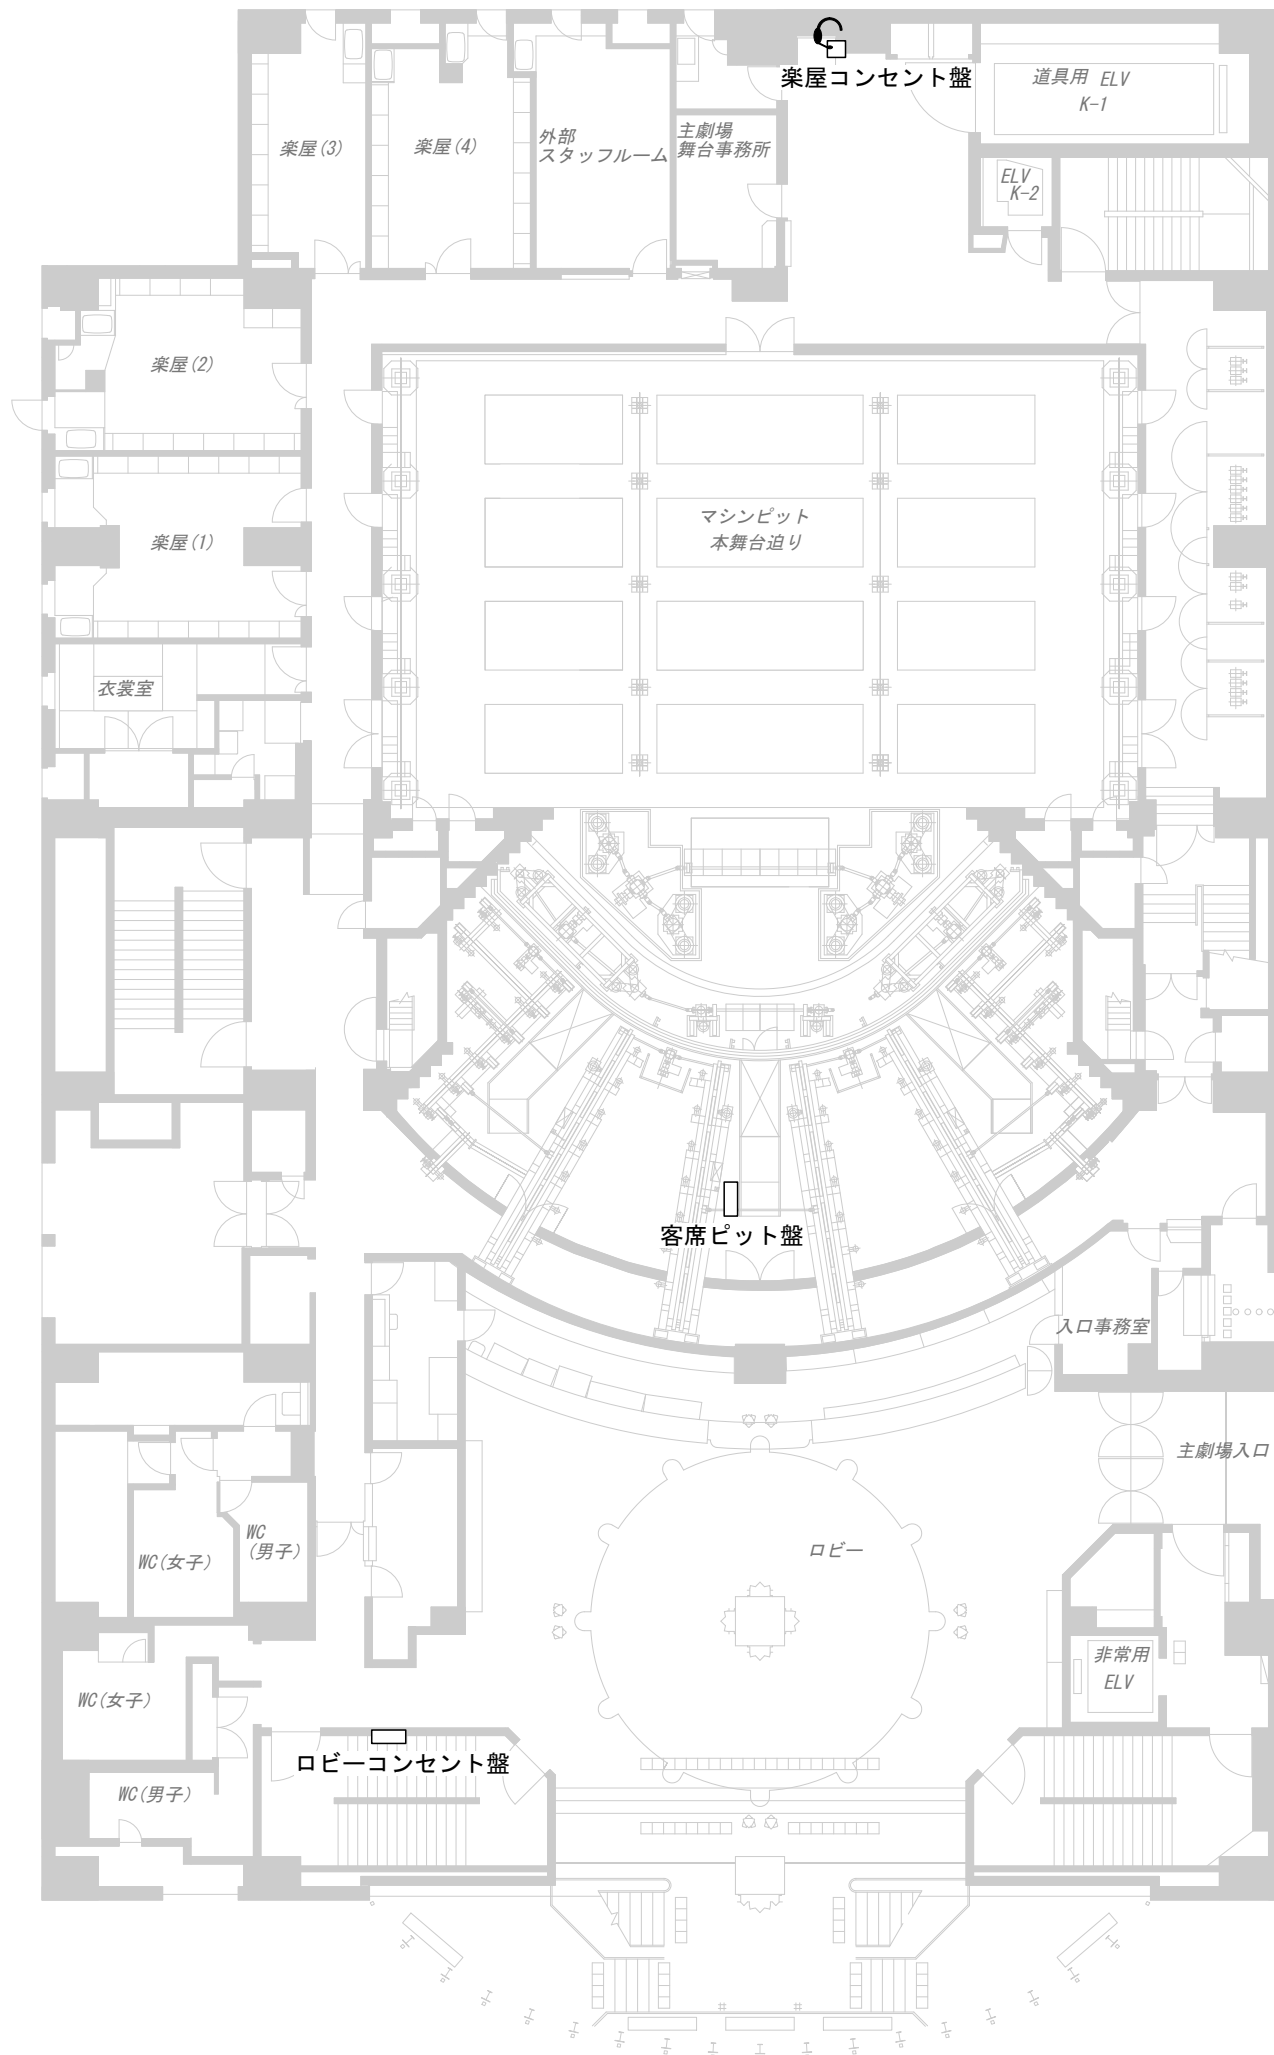 楽屋コンセント盤
道具用 ELV
K-1
楽屋(3)
楽屋(4)
外部
スタッフルーム
主劇場
舞台事務所
ELV
K-2
楽屋(2)
マシンピット
本舞台迫り
楽屋(1)
衣裳室
客席ピット盤
入口事務室
主劇場入口
WC(女子)
WC
(男子)
ロビー
非常用
ELV
WC(女子)
ロビーコンセント盤
WC(男子)